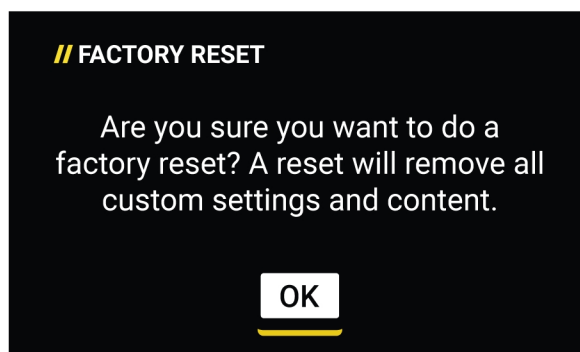 // FACTORY RESET
Are you sure you want to do a
factory reset? A reset will remove all
custom settings and content.
OK